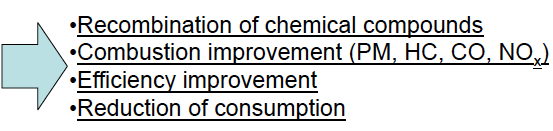 •Recombination of chemical compounds
•Combustion improvement (PM, HC, CO, NOx)
•Efficiency improvement
•Reduction of consumption